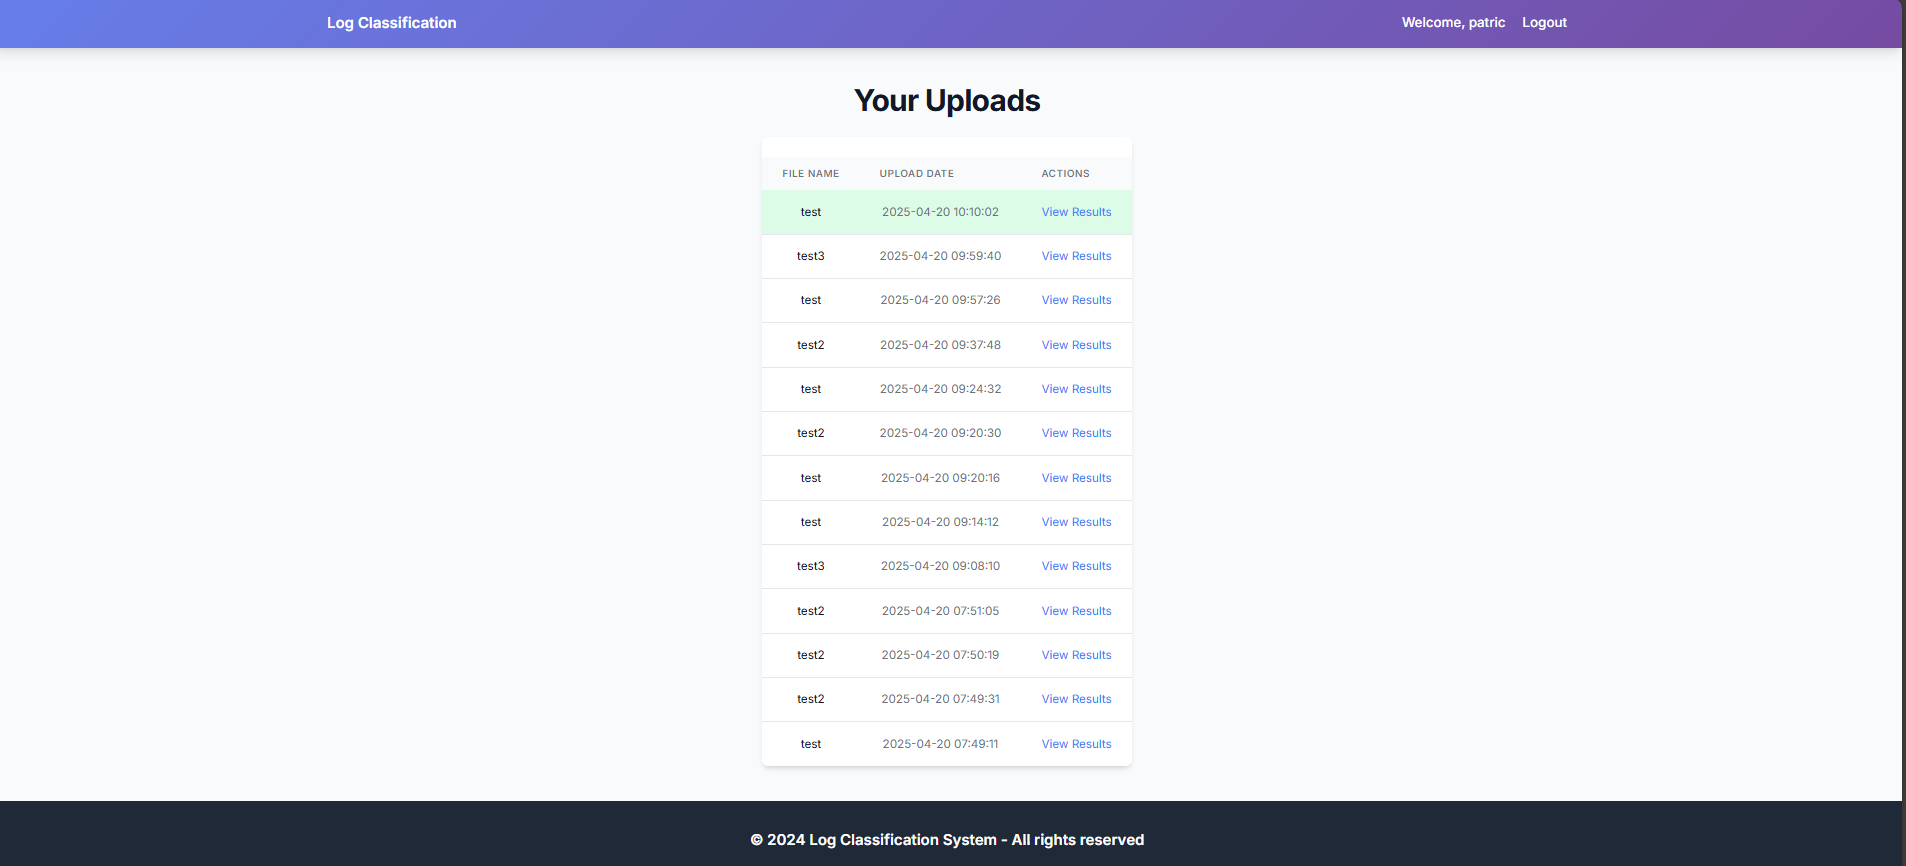 Log Classification Welcome, patric Logout
Your Uploads
FILE NAME UPLOAD DATE ACTIONS
test 2025-04-20 10:10:02 View Results
test3 2025-04-20 09:59:40 View Results
test 2025-04-20 09:57:26 View Results
test2 2025-04-20 09:37:48 View Results
test 2025-04-20 09:24:32 View Results
test2 2025-04-20 09:20:30 View Results
test 2025-04-20 09:20:16 View Results
test 2025-04-20 09:14:12 View Results
test3 2025-04-20 09:08:10 View Results
test2 2025-04-20 07:51:05 View Results
test2 2025-04-20 07:50:19 View Results
test2 2025-04-20 07:49:31 View Results
test 2025-04-20 07:49:11 View Results
© 2024 Log Classification System - All rights reserved